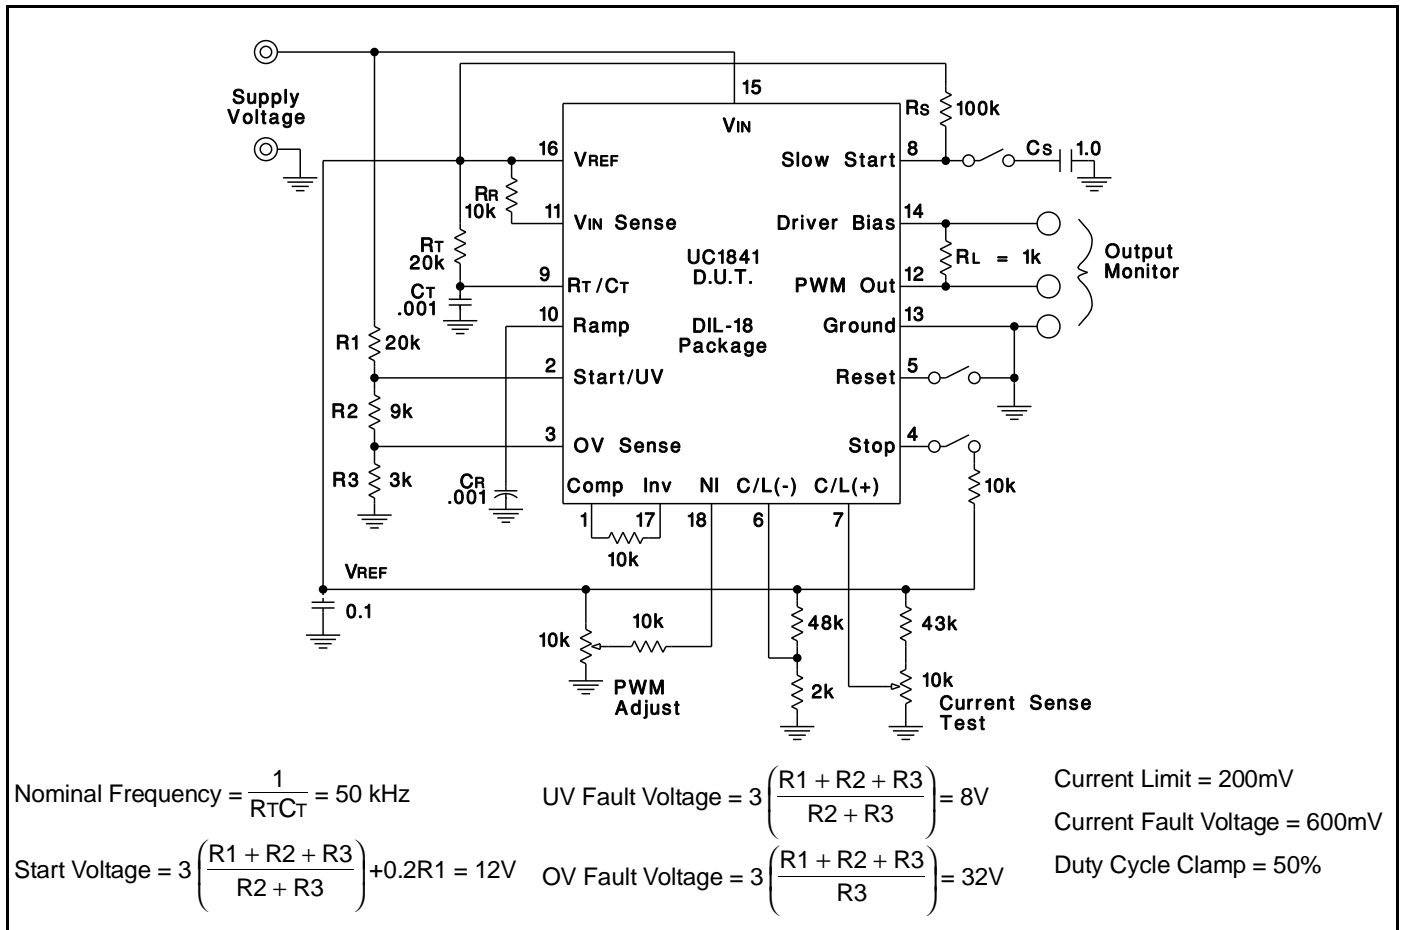 Supply
Voltage
15
VIN
RS
100k
16
VREF
Slow Start
8
CS
1.0
RR
10k
11
VIN Sense
Driver Bias
14
RT
20k
UC1841
D.U.T.
RL = 1k
Output
Monitor
9
RT/CT
PWM Out
12
CT
.001
10
Ramp
DIL-18
Package
Ground
13
R1
20k
2
Start/UV
Reset
5
R2
9k
3
OV Sense
Stop
4
R3
3k
CR
.001
10k
Comp
Inv
NI
C/L(-)
C/L(+)
1
17
18
6
7
10k
VREF
0.1
10k
10k
48k
43k
PWM
Adjust
2k
10k
Current Sense
Test
Nominal Frequency = 1/RTCT = 50 kHz
UV Fault Voltage = 3 ((R1 + R2 + R3)/(R2 + R3)) = 8V
Current Limit = 200mV
Current Fault Voltage = 600mV
Start Voltage = 3 ((R1 + R2 + R3)/(R2 + R3)) +0.2R1 = 12V
OV Fault Voltage = 3 ((R1 + R2 + R3)/R3) = 32V
Duty Cycle Clamp = 50%